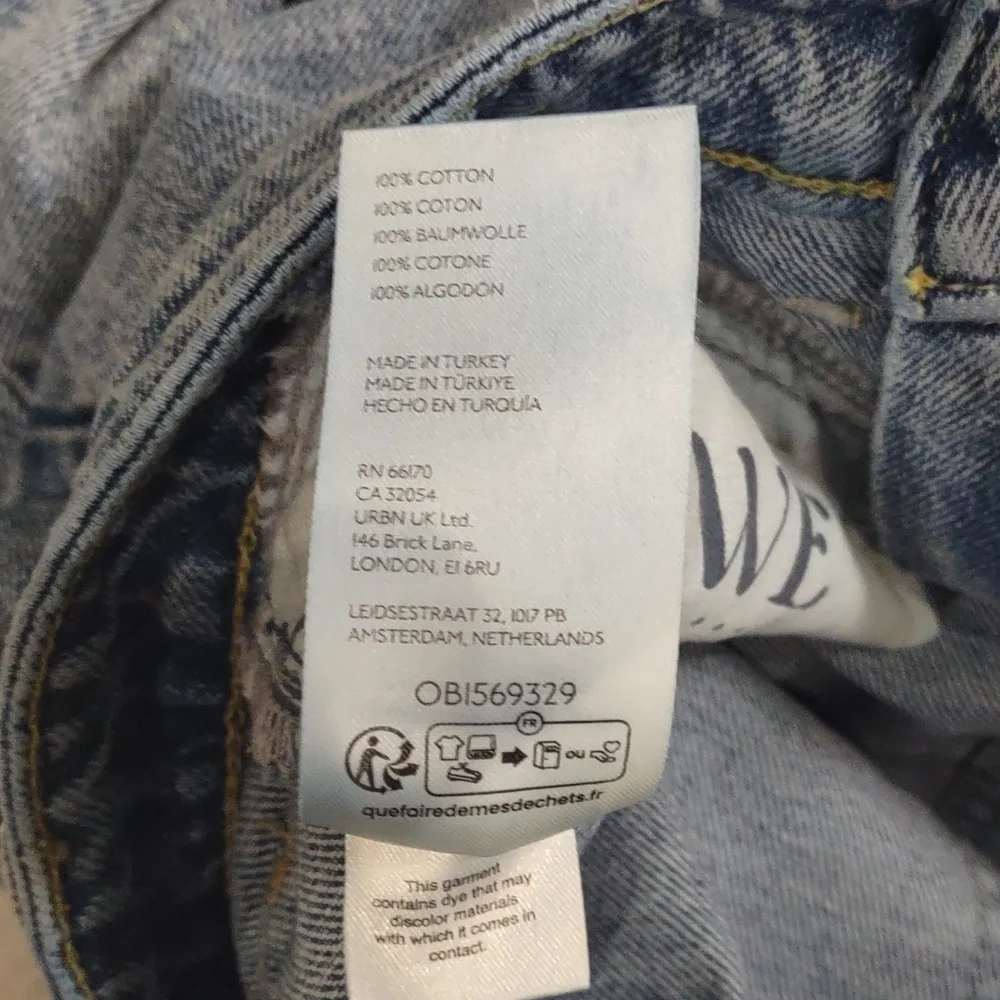 100% COTTON
100% COTON
100% BAUMWOLLE
100% COTONE
100% ALGODÓN
MADE IN TURKEY
MADE IN TÜRKIYE
HECHO EN TURQUÍA
RN 66170
CA 32054
URBN UK Ltd.
146 Brick Lane,
LONDON, E1 6RU
LEIDSESTRAAT 32, 1017 PB
AMSTERDAM, NETHERLANDS
OB1569329
FR
OU
quefairedemesdechets.fr
This garment
contains dye that may
discolor materials
with which it comes in
contact.
WE